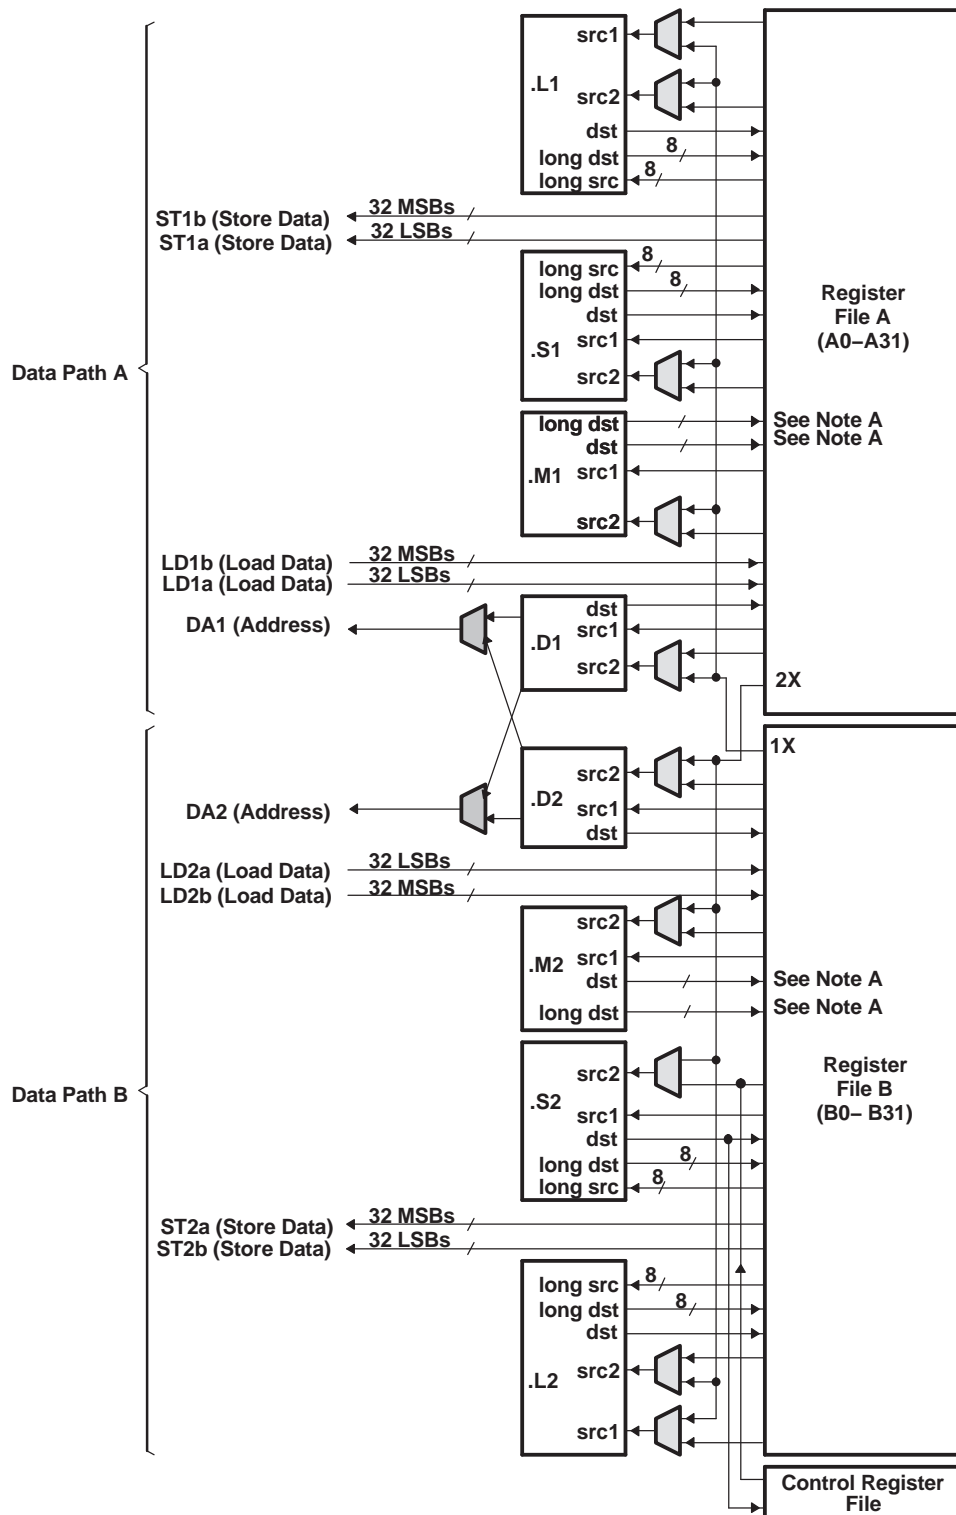 src1
.L1
src2
dst
long dst
8
long src
8
ST1b (Store Data)
32 MSBs
ST1a (Store Data)
32 LSBs
long src
8
long dst
8
dst
.S1
src1
src2
Register
File A
(A0–A31)
Data Path A
long dst
See Note A
dst
See Note A
.M1
src1
src2
LD1b (Load Data)
32 MSBs
LD1a (Load Data)
32 LSBs
DA1 (Address)
dst
.D1
src1
src2
2X
1X
src2
.D2
DA2 (Address)
src1
dst
LD2a (Load Data)
32 LSBs
LD2b (Load Data)
32 MSBs
src2
.M2
src1
dst
See Note A
long dst
See Note A
Register
File B
(B0– B31)
Data Path B
src2
.S2
src1
dst
long dst
8
long src
8
ST2a (Store Data)
32 MSBs
ST2b (Store Data)
32 LSBs
long src
8
long dst
8
dst
src2
.L2
src1
Control Register
File